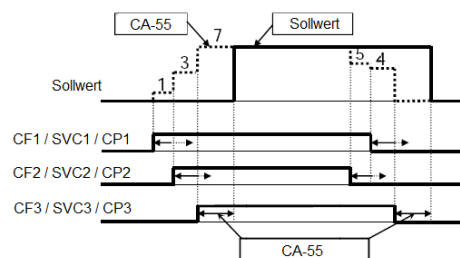 CA-55
7
Sollwert
3
1
5
4
Sollwert
CF1 / SVC1 / CP1
CF2 / SVC2 / CP2
CF3 / SVC3 / CP3
CA-55